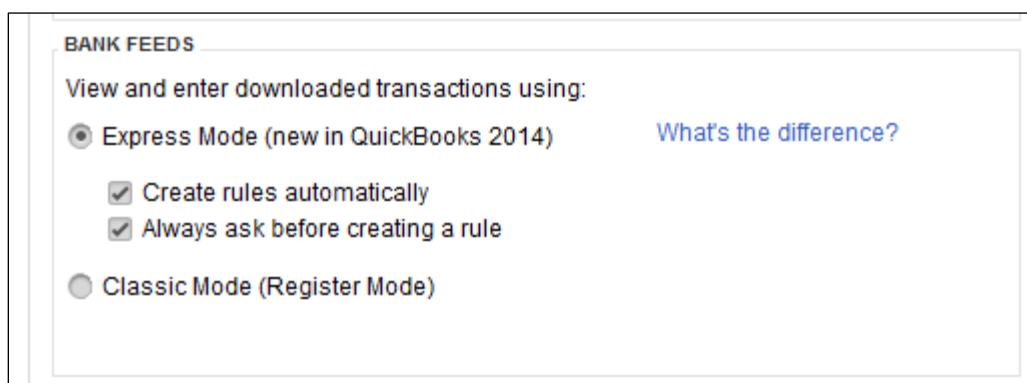 BANK FEEDS
View and enter downloaded transactions using:
Express Mode (new in QuickBooks 2014)
What's the difference?
Create rules automatically
Always ask before creating a rule
Classic Mode (Register Mode)